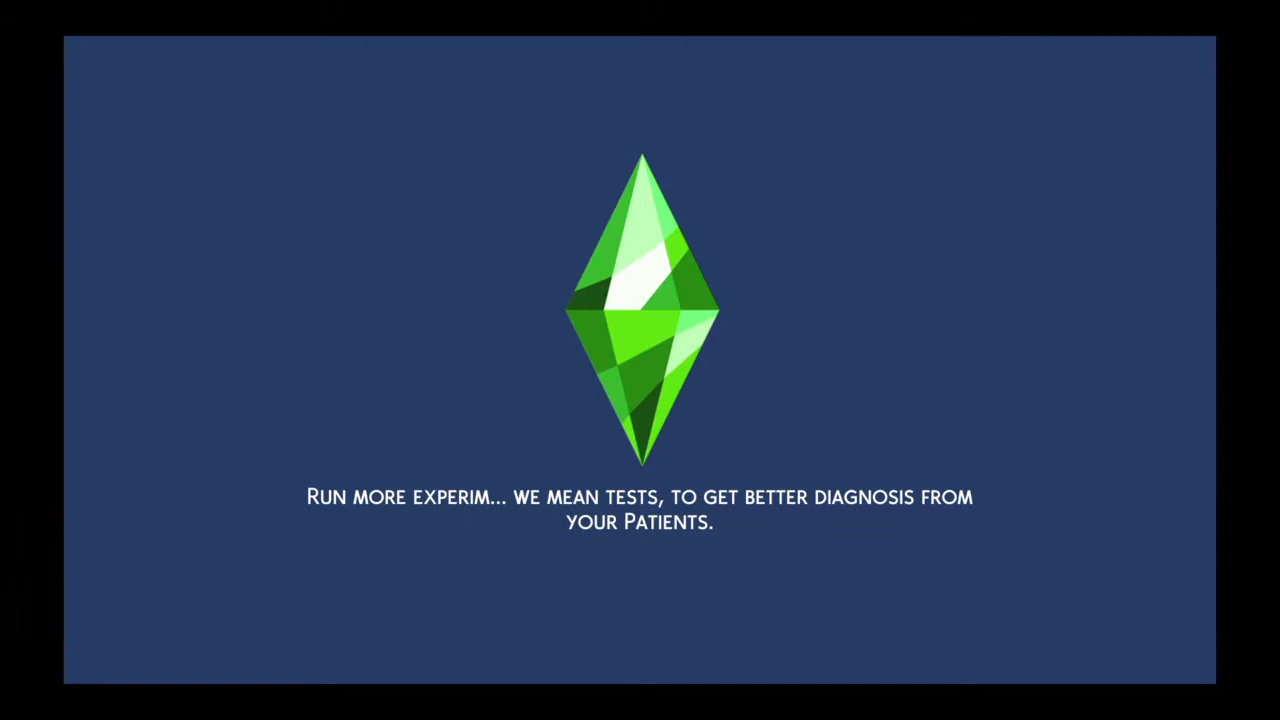 Run more experim... we mean tests, to get better diagnosis from
your Patients.